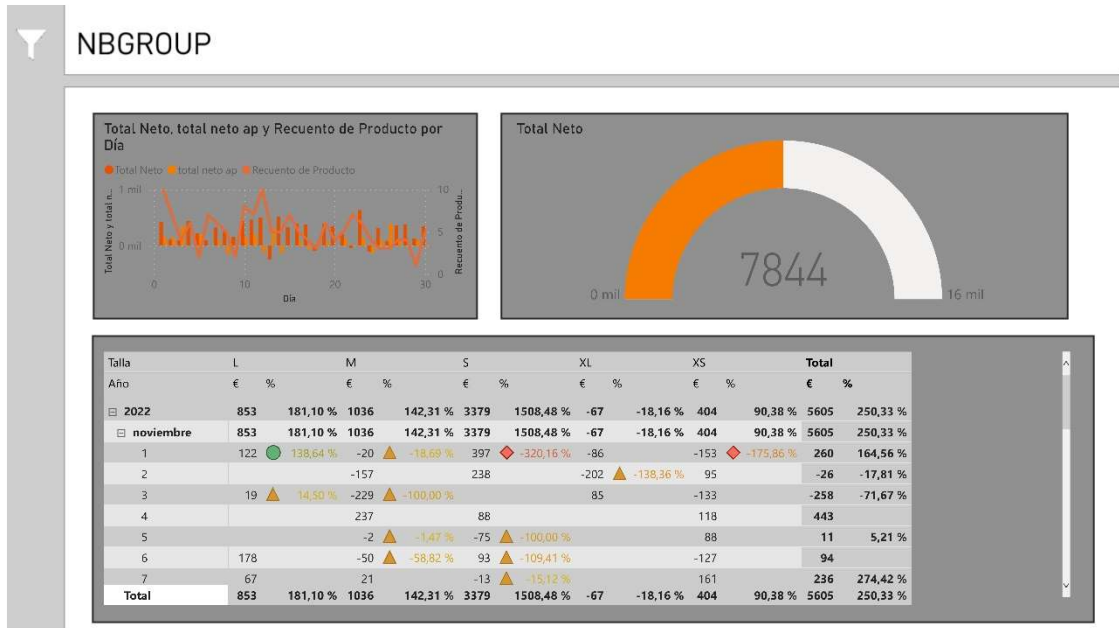 NBGROUP
Total Neto, total neto ap y Recuento de Producto por
Día
Total Neto total neto ap Recuento de Producto
Total Neto y total n...
1 mil
0 mil
10
5
0
Recuento de Produ...
0 10 20 30
Día
Total Neto
7844
0 mil 16 mil
Talla L M S XL XS Total
Año € % € % € % € % € % € %
2022 853 181,10 % 1036 142,31 % 3379 1508,48 % -67 -18,16 % 404 90,38 % 5605 250,33 %
noviembre 853 181,10 % 1036 142,31 % 3379 1508,48 % -67 -18,16 % 404 90,38 % 5605 250,33 %
1 122 138,64 % -20 -18,69 % 397 -320,16 % -86 -153 -175,86 % 260 164,56 %
2 -157 238 -202 -138,36 % 95 -26 -17,81 %
3 19 14,50 % -229 -100,00 % 85 -133 -258 -71,67 %
4 237 88 118 443
5 -2 -1,47 % -75 -100,00 % 88 11 5,21 %
6 178 -50 -58,82 % 93 -109,41 % -127 94
7 67 21 -13 -15,12 % 161 236 274,42 %
Total 853 181,10 % 1036 142,31 % 3379 1508,48 % -67 -18,16 % 404 90,38 % 5605 250,33 %